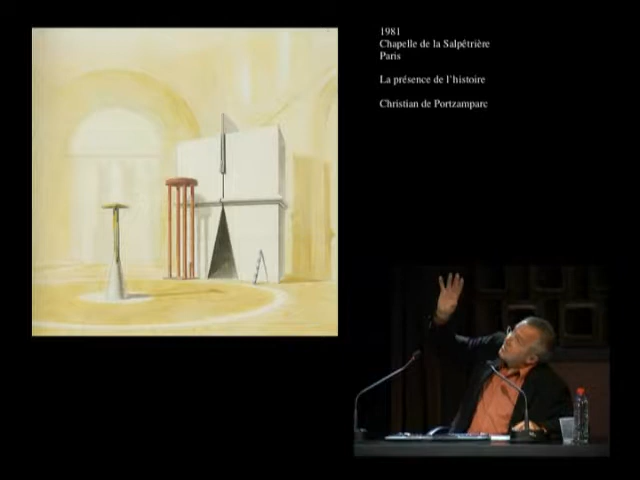 1981
Chapelle de la Salpêtrière
Paris
La présence de l'histoire
Christian de Portzamparc